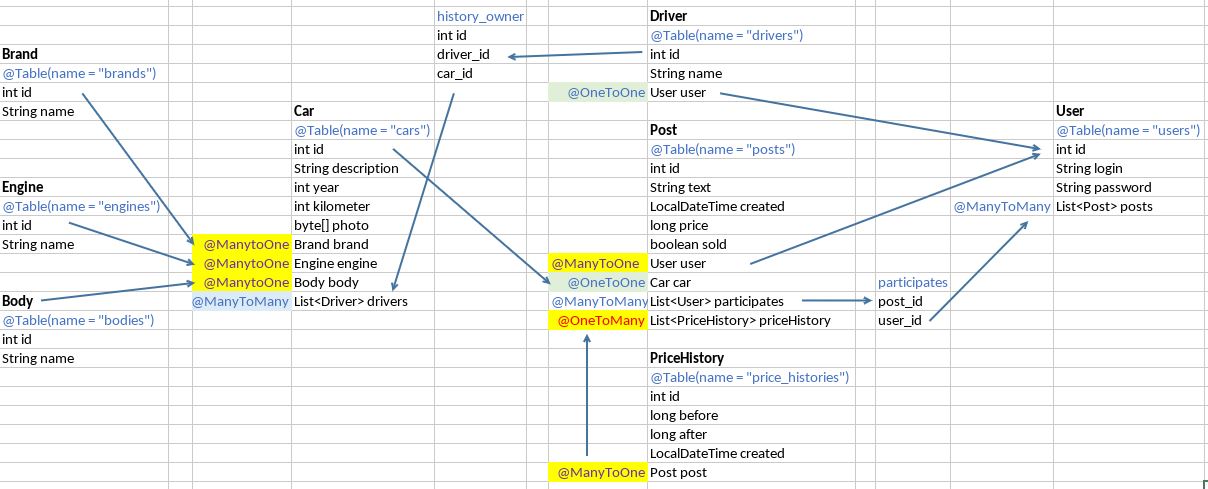 history_owner
int id
driver_id
car_id
Driver
@Table(name = "drivers")
int id
String name
@OneToOne User user
Brand
@Table(name = "brands")
int id
String name
Car
@Table(name = "cars")
int id
String description
int year
int kilometer
byte[] photo
@ManytoOne Brand brand
@ManytoOne Engine engine
@ManytoOne Body body
@ManyToMany List<Driver> drivers
Engine
@Table(name = "engines")
int id
String name
Body
@Table(name = "bodies")
int id
String name
Post
@Table(name = "posts")
int id
String text
LocalDateTime created
long price
boolean sold
@ManyToOne User user
@OneToOne Car car
@ManyToMany List<User> participates
@OneToMany List<PriceHistory> priceHistory
participates
post_id
user_id
User
@Table(name = "users")
int id
String login
String password
@ManyToMany List<Post> posts
PriceHistory
@Table(name = "price_histories")
int id
long before
long after
LocalDateTime created
@ManyToOne Post post